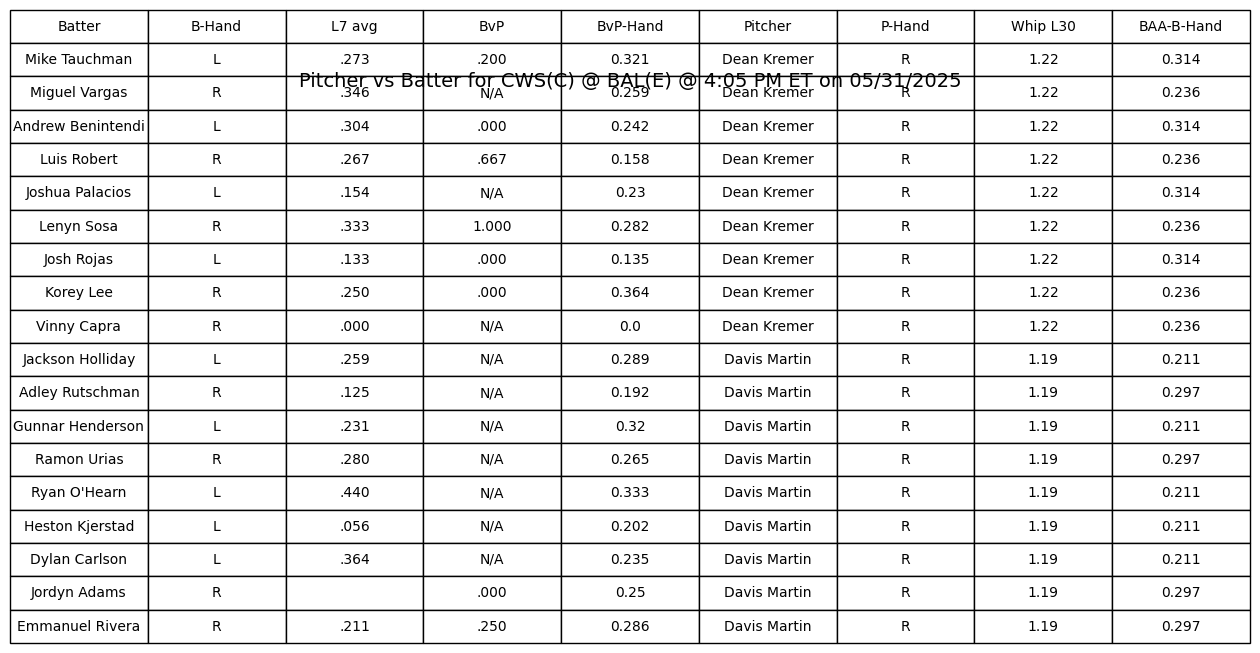 Batter B-Hand L7 avg BvP BvP-Hand Pitcher P-Hand Whip L30 BAA-B-Hand
Mike Tauchman L .273 .200 0.321 Dean Kremer R 1.22 0.314
Pitcher vs Batter for CWS(C) @ BAL(E) @ 4:05 PM ET on 05/31/2025
Miguel Vargas R .346 N/A 0.259 Dean Kremer R 1.22 0.236
Andrew Benintendi L .304 .000 0.242 Dean Kremer R 1.22 0.314
Luis Robert R .267 .667 0.158 Dean Kremer R 1.22 0.236
Joshua Palacios L .154 N/A 0.23 Dean Kremer R 1.22 0.314
Lenyn Sosa R .333 1.000 0.282 Dean Kremer R 1.22 0.236
Josh Rojas L .133 .000 0.135 Dean Kremer R 1.22 0.314
Korey Lee R .250 .000 0.364 Dean Kremer R 1.22 0.236
Vinny Capra R .000 N/A 0.0 Dean Kremer R 1.22 0.236
Jackson Holliday L .259 N/A 0.289 Davis Martin R 1.19 0.211
Adley Rutschman R .125 N/A 0.192 Davis Martin R 1.19 0.297
Gunnar Henderson L .231 N/A 0.32 Davis Martin R 1.19 0.211
Ramon Urias R .280 N/A 0.265 Davis Martin R 1.19 0.297
Ryan O'Hearn L .440 N/A 0.333 Davis Martin R 1.19 0.211
Heston Kjerstad L .056 N/A 0.202 Davis Martin R 1.19 0.211
Dylan Carlson L .364 N/A 0.235 Davis Martin R 1.19 0.211
Jordyn Adams R .000 0.25 Davis Martin R 1.19 0.297
Emmanuel Rivera R .211 .250 0.286 Davis Martin R 1.19 0.297